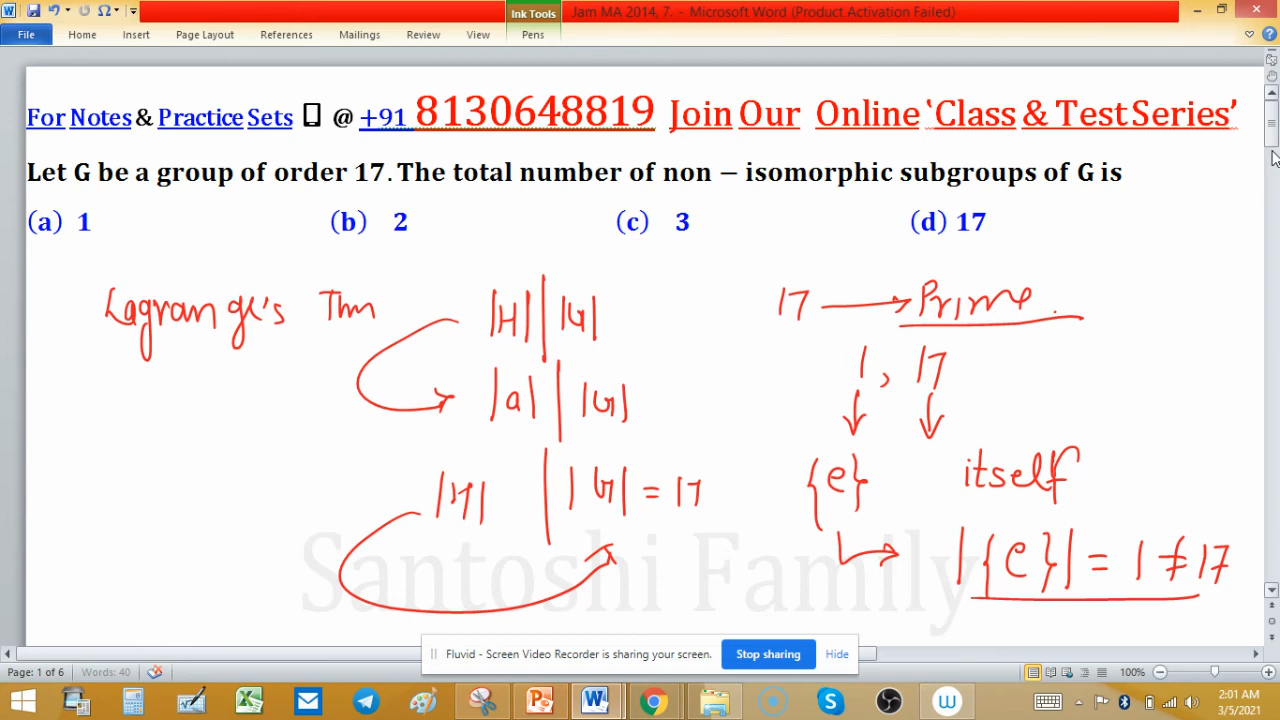 Ink Tools
Jam MA 2014, 7. - Microsoft Word (Product Activation Failed)
File Home Insert Page Layout References Mailings Review View Pens
For Notes & Practice Sets @ +91 8130648819 Join Our Online 'Class & Test Series'
Let G be a group of order 17. The total number of non − isomorphic subgroups of G is
(a) 1 (b) 2 (c) 3 (d) 17
Lagrange's Thm |H| | |G| 17 → Prime
1, 17
|a| | |G|
{e} itself
|H| | |G| = 17
|{e}| = 1 ≠ 17
Santoshi Family
Fluvid - Screen Video Recorder is sharing your screen. Stop sharing Hide
Page: 1 of 6 Words: 40 100%
2:01 AM
3/5/2021